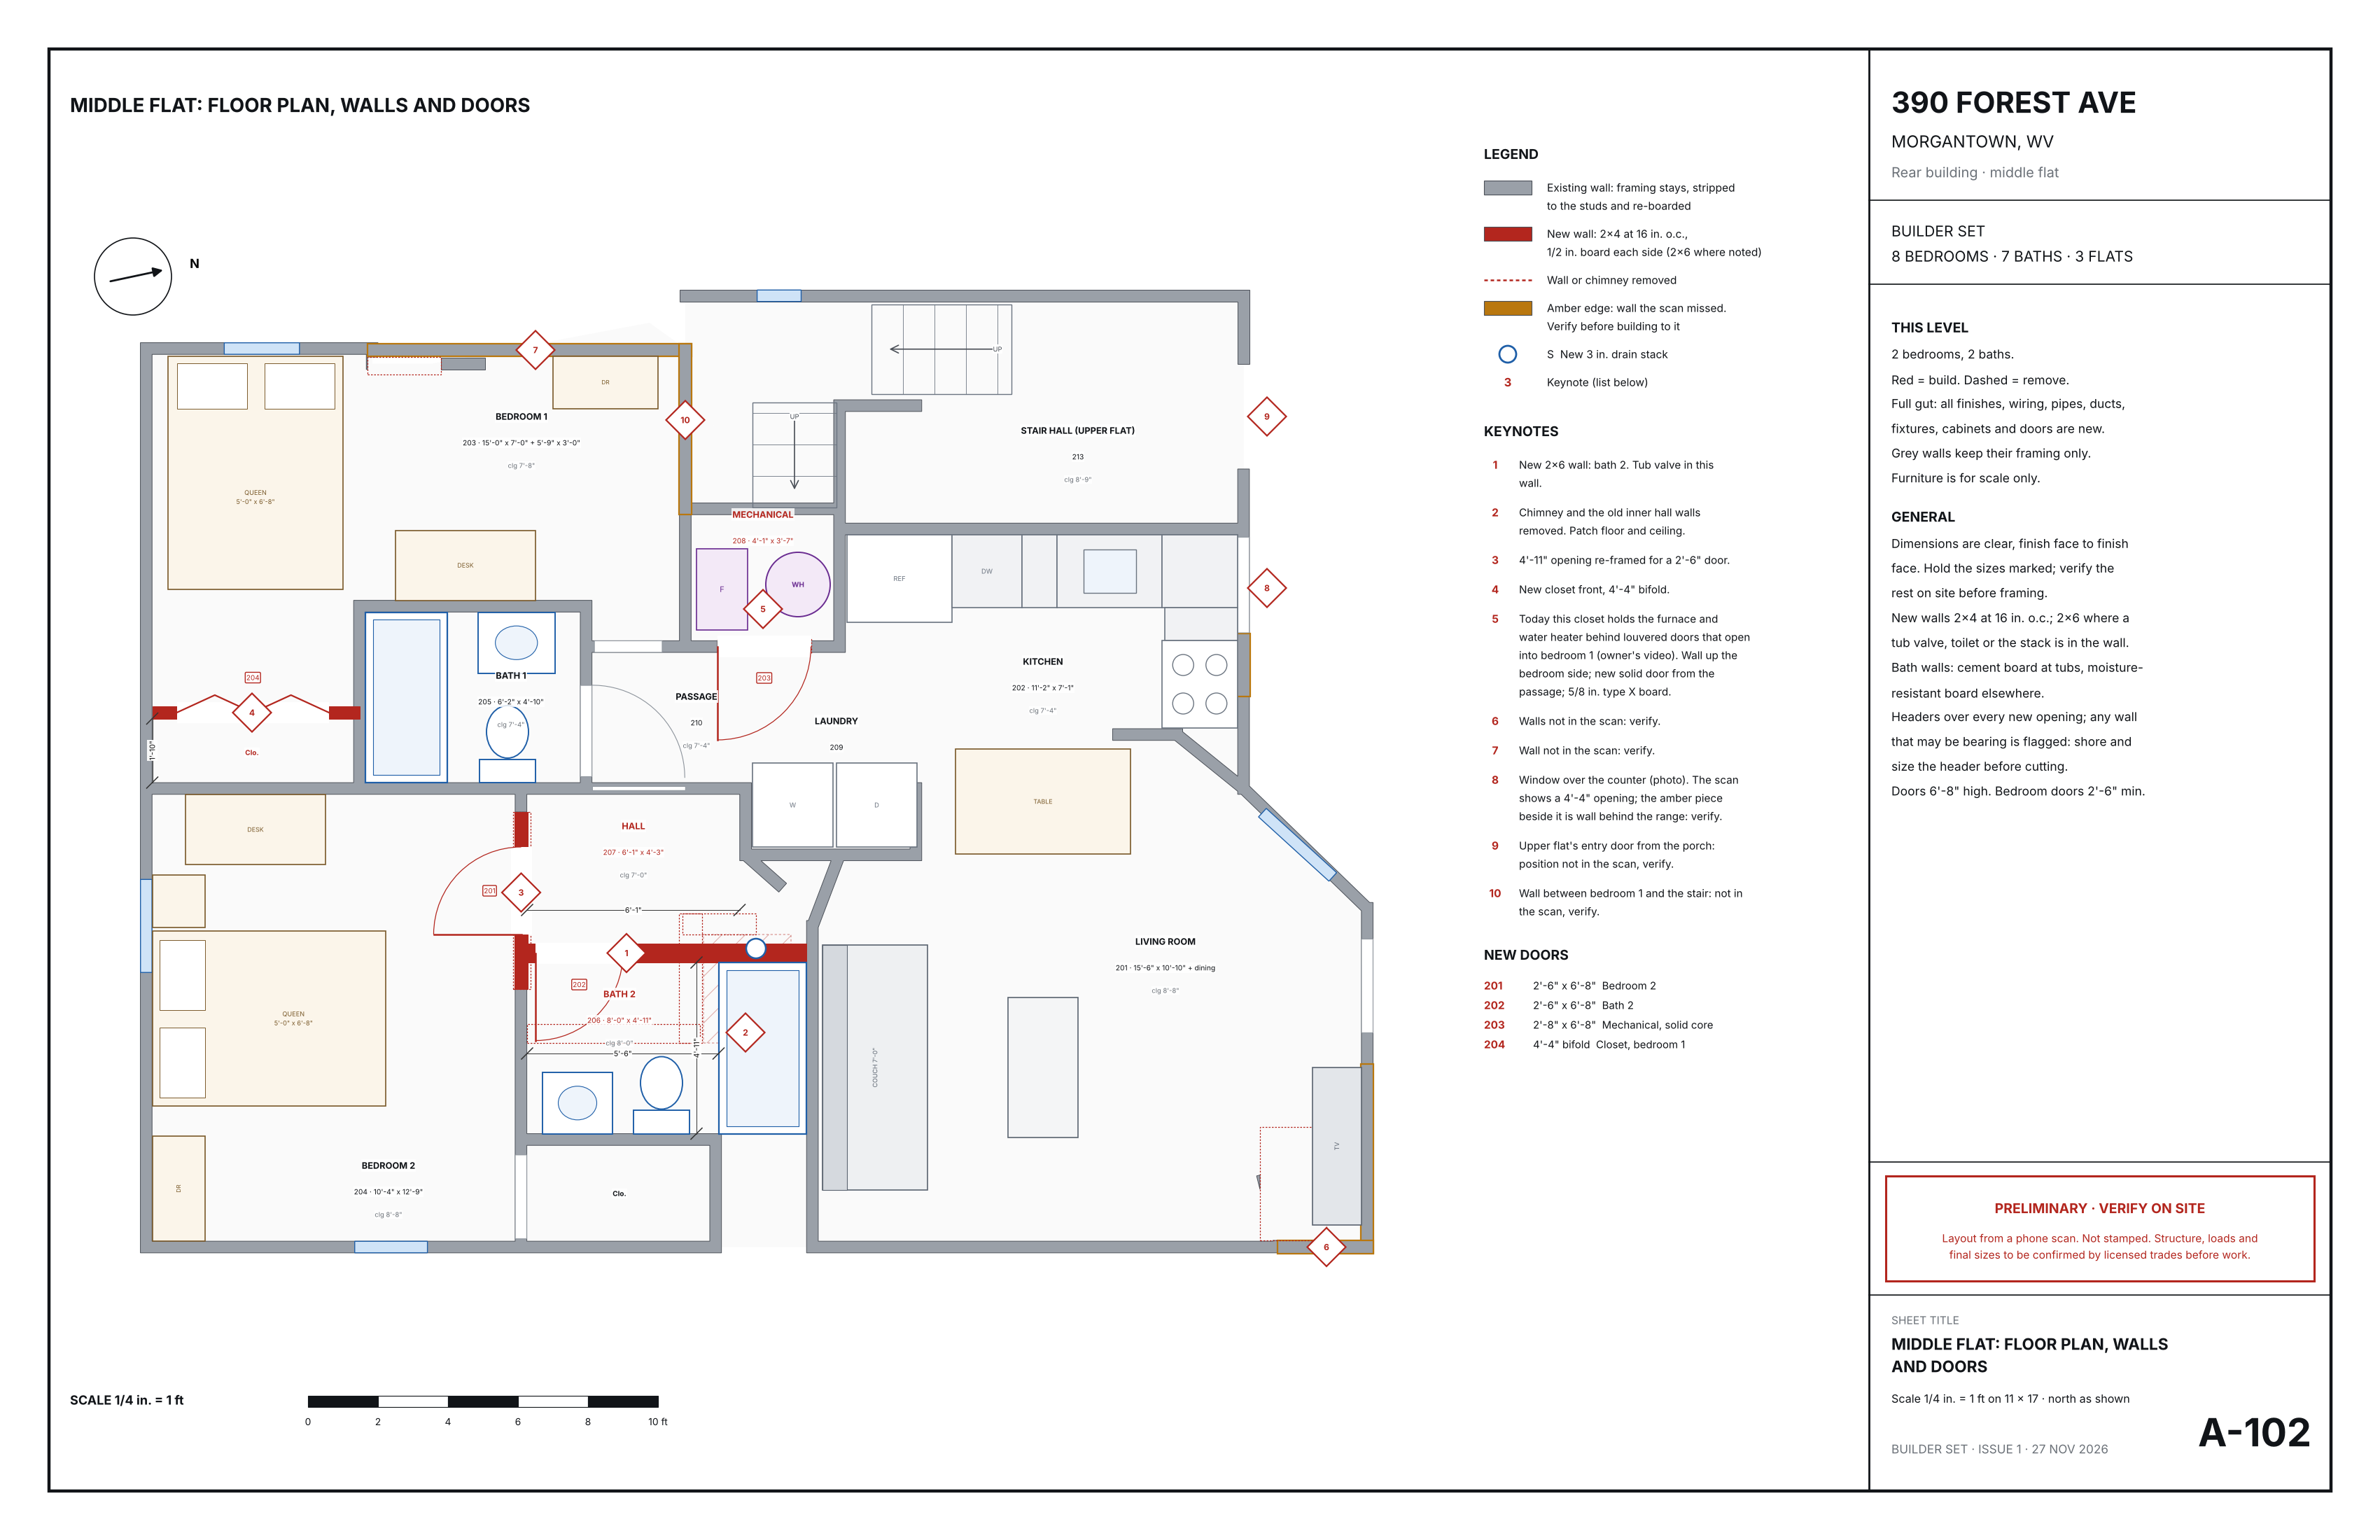 MIDDLE FLAT: FLOOR PLAN, WALLS AND DOORS
N
7
DR
BEDROOM 1
203 · 15'-0" x 7'-0" + 5'-9" x 3'-0"
clg 7'-8"
10
QUEEN
5'-0" x 6'-8"
DESK
UP
UP
STAIR HALL (UPPER FLAT)
213
clg 8'-9"
9
MECHANICAL
208 · 4'-1" x 3'-7"
F
WH
5
REF
DW
8
204
4
Clo.
1'-10"
BATH 1
205 · 6'-2" x 4'-10"
clg 7'-4"
PASSAGE
210
clg 7'-4"
203
LAUNDRY
209
KITCHEN
202 · 11'-2" x 7'-1"
clg 7'-4"
W
D
TABLE
DESK
HALL
207 · 6'-1" x 4'-3"
clg 7'-0"
201
3
6'-1"
1
202
BATH 2
206 · 8'-0" x 4'-11"
clg 8'-0"
5'-6"
4'-11"
2
LIVING ROOM
201 · 15'-6" x 10'-10" + dining
clg 8'-8"
QUEEN
5'-0" x 6'-8"
COUCH 7'-0"
TV
BEDROOM 2
204 · 10'-4" x 12'-9"
clg 8'-8"
DR
Clo.
6
SCALE 1/4 in. = 1 ft
0 2 4 6 8 10 ft
LEGEND
Existing wall: framing stays, stripped
to the studs and re-boarded
New wall: 2×4 at 16 in. o.c.,
1/2 in. board each side (2×6 where noted)
Wall or chimney removed
Amber edge: wall the scan missed.
Verify before building to it
S New 3 in. drain stack
3 Keynote (list below)
KEYNOTES
1 New 2×6 wall: bath 2. Tub valve in this
wall.
2 Chimney and the old inner hall walls
removed. Patch floor and ceiling.
3 4'-11" opening re-framed for a 2'-6" door.
4 New closet front, 4'-4" bifold.
5 Today this closet holds the furnace and
water heater behind louvered doors that open
into bedroom 1 (owner's video). Wall up the
bedroom side; new solid door from the
passage; 5/8 in. type X board.
6 Walls not in the scan: verify.
7 Wall not in the scan: verify.
8 Window over the counter (photo). The scan
shows a 4'-4" opening; the amber piece
beside it is wall behind the range: verify.
9 Upper flat's entry door from the porch:
position not in the scan, verify.
10 Wall between bedroom 1 and the stair: not in
the scan, verify.
NEW DOORS
201 2'-6" x 6'-8" Bedroom 2
202 2'-6" x 6'-8" Bath 2
203 2'-8" x 6'-8" Mechanical, solid core
204 4'-4" bifold Closet, bedroom 1
390 FOREST AVE
MORGANTOWN, WV
Rear building · middle flat
BUILDER SET
8 BEDROOMS · 7 BATHS · 3 FLATS
THIS LEVEL
2 bedrooms, 2 baths.
Red = build. Dashed = remove.
Full gut: all finishes, wiring, pipes, ducts,
fixtures, cabinets and doors are new.
Grey walls keep their framing only.
Furniture is for scale only.
GENERAL
Dimensions are clear, finish face to finish
face. Hold the sizes marked; verify the
rest on site before framing.
New walls 2×4 at 16 in. o.c.; 2×6 where a
tub valve, toilet or the stack is in the wall.
Bath walls: cement board at tubs, moisture-
resistant board elsewhere.
Headers over every new opening; any wall
that may be bearing is flagged: shore and
size the header before cutting.
Doors 6'-8" high. Bedroom doors 2'-6" min.
PRELIMINARY · VERIFY ON SITE
Layout from a phone scan. Not stamped. Structure, loads and
final sizes to be confirmed by licensed trades before work.
SHEET TITLE
MIDDLE FLAT: FLOOR PLAN, WALLS
AND DOORS
Scale 1/4 in. = 1 ft on 11 × 17 · north as shown
BUILDER SET · ISSUE 1 · 27 NOV 2026
A-102